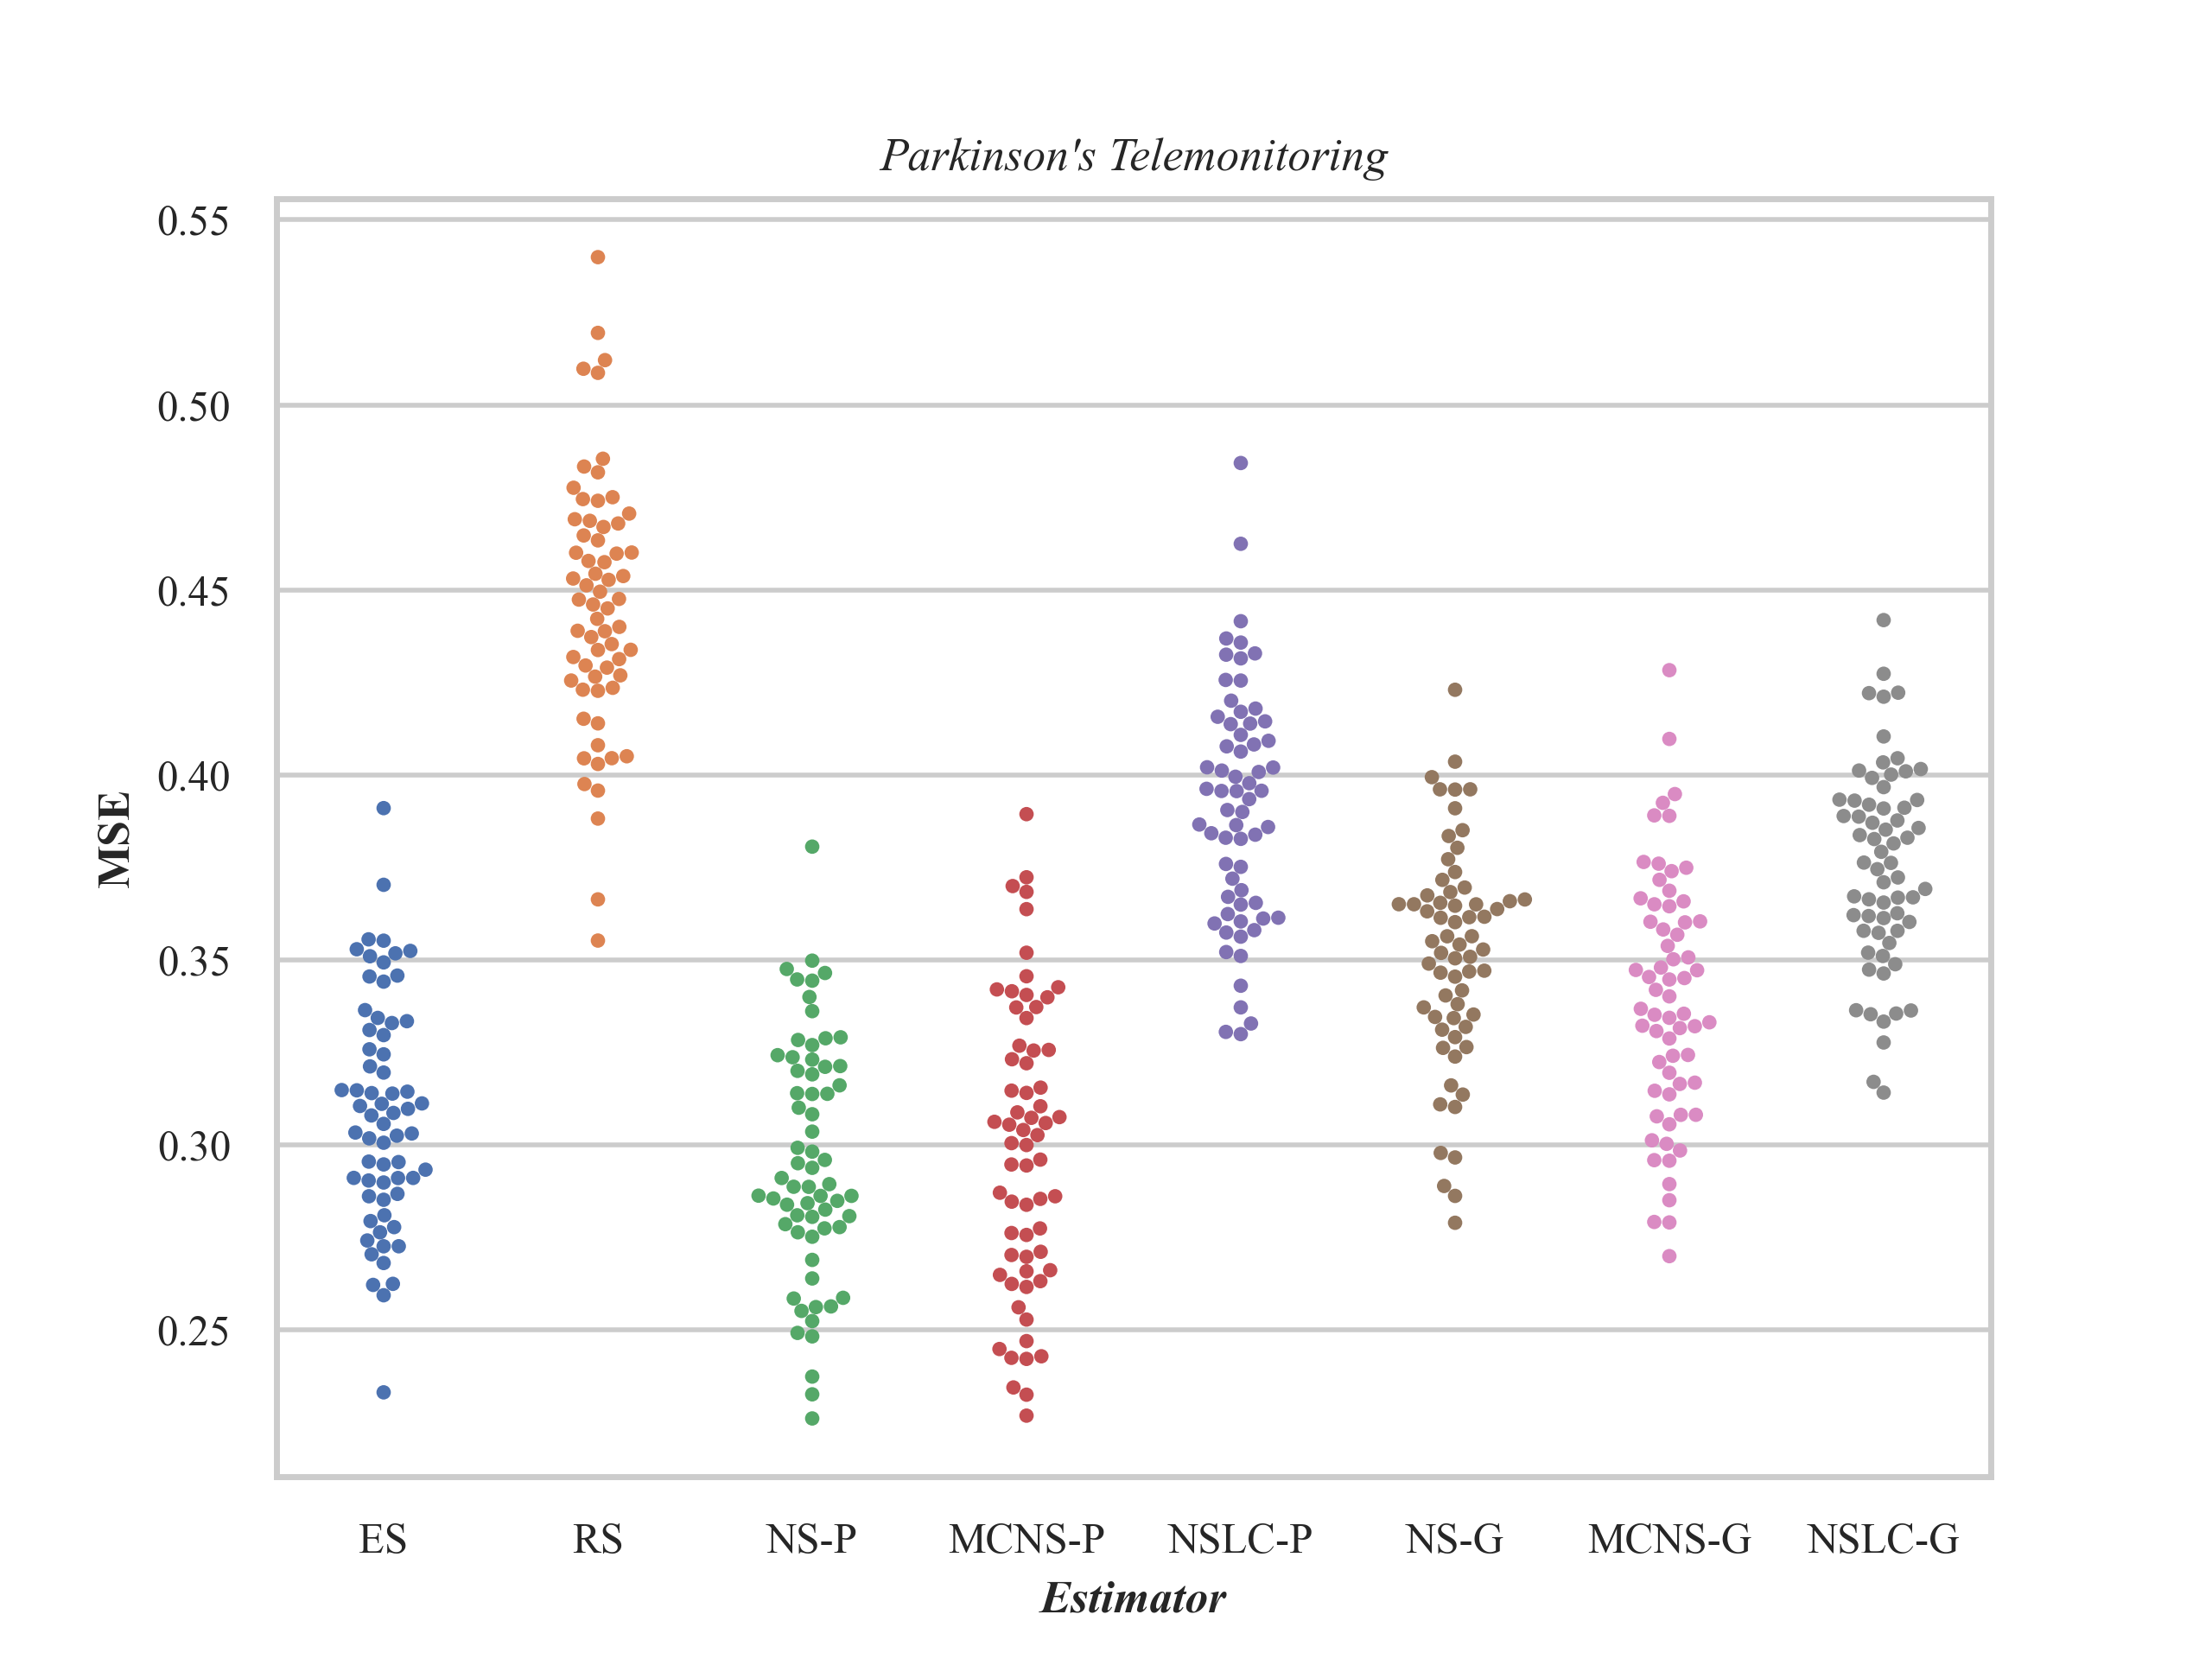 Parkinson's Telemonitoring
0.55
0.50
0.45
0.40
0.35
0.30
0.25
MSE
ES RS NS-P MCNS-P NSLC-P NS-G MCNS-G NSLC-G
Estimator